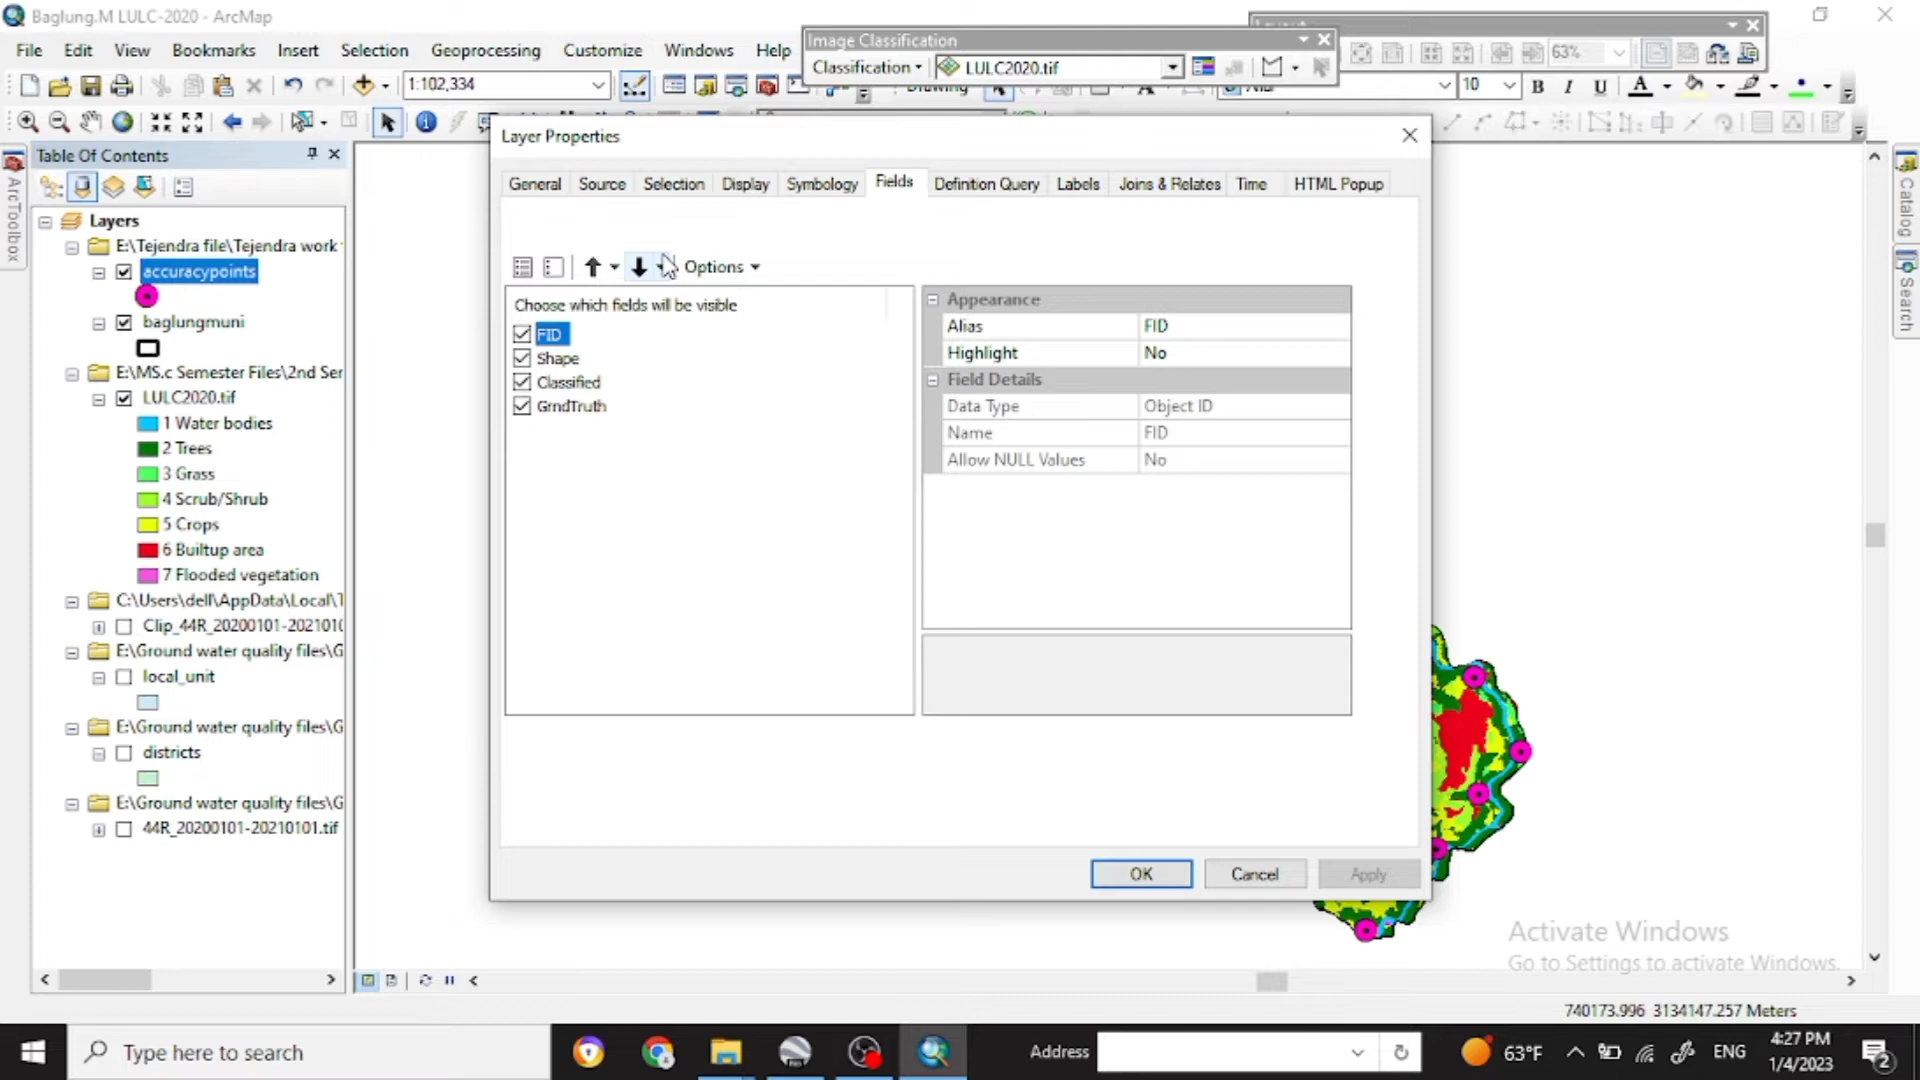 Baglung.M LULC-2020 - ArcMap
File Edit View Bookmarks Insert Selection Geoprocessing Customize Windows Help
Image Classification
Classification
LULC2020.tif
63%
1:102,334
10
B I U A
Table Of Contents
ArcToolbox
Layers
E:\Tejendra file\Tejendra work
accuracypoints
baglungmuni
E:\MS.c Semester Files\2nd Ser
LULC2020.tif
1 Water bodies
2 Trees
3 Grass
4 Scrub/Shrub
5 Crops
6 Builtup area
7 Flooded vegetation
C:\Users\dell\AppData\Local\T
Clip_44R_20200101-202101
E:\Ground water quality files\G
local_unit
E:\Ground water quality files\G
districts
E:\Ground water quality files\G
44R_20200101-20210101.tif
Layer Properties
General Source Selection Display Symbology Fields Definition Query Labels Joins & Relates Time HTML Popup
Options
Choose which fields will be visible
FID
Shape
Classified
GrndTruth
Appearance
Alias FID
Highlight No
Field Details
Data Type Object ID
Name FID
Allow NULL Values No
OK Cancel Apply
Catalog
Search
Activate Windows
Go to Settings to activate Windows.
740173.996 3134147.257 Meters
Type here to search
Address
63°F
ENG
4:27 PM
1/4/2023
2